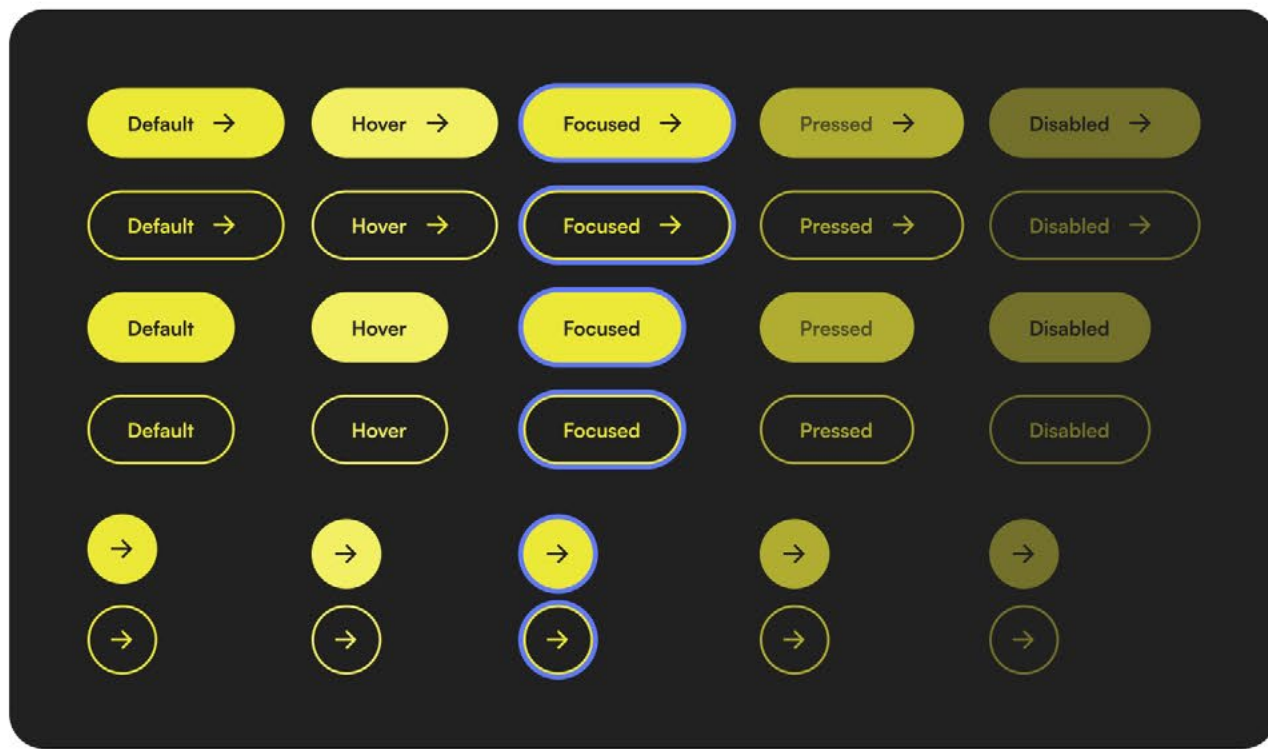 Default → Hover → Focused → Pressed → Disabled →
Default → Hover → Focused → Pressed → Disabled →
Default Hover Focused Pressed Disabled
Default Hover Focused Pressed Disabled
→ → → → →
→ → → → →